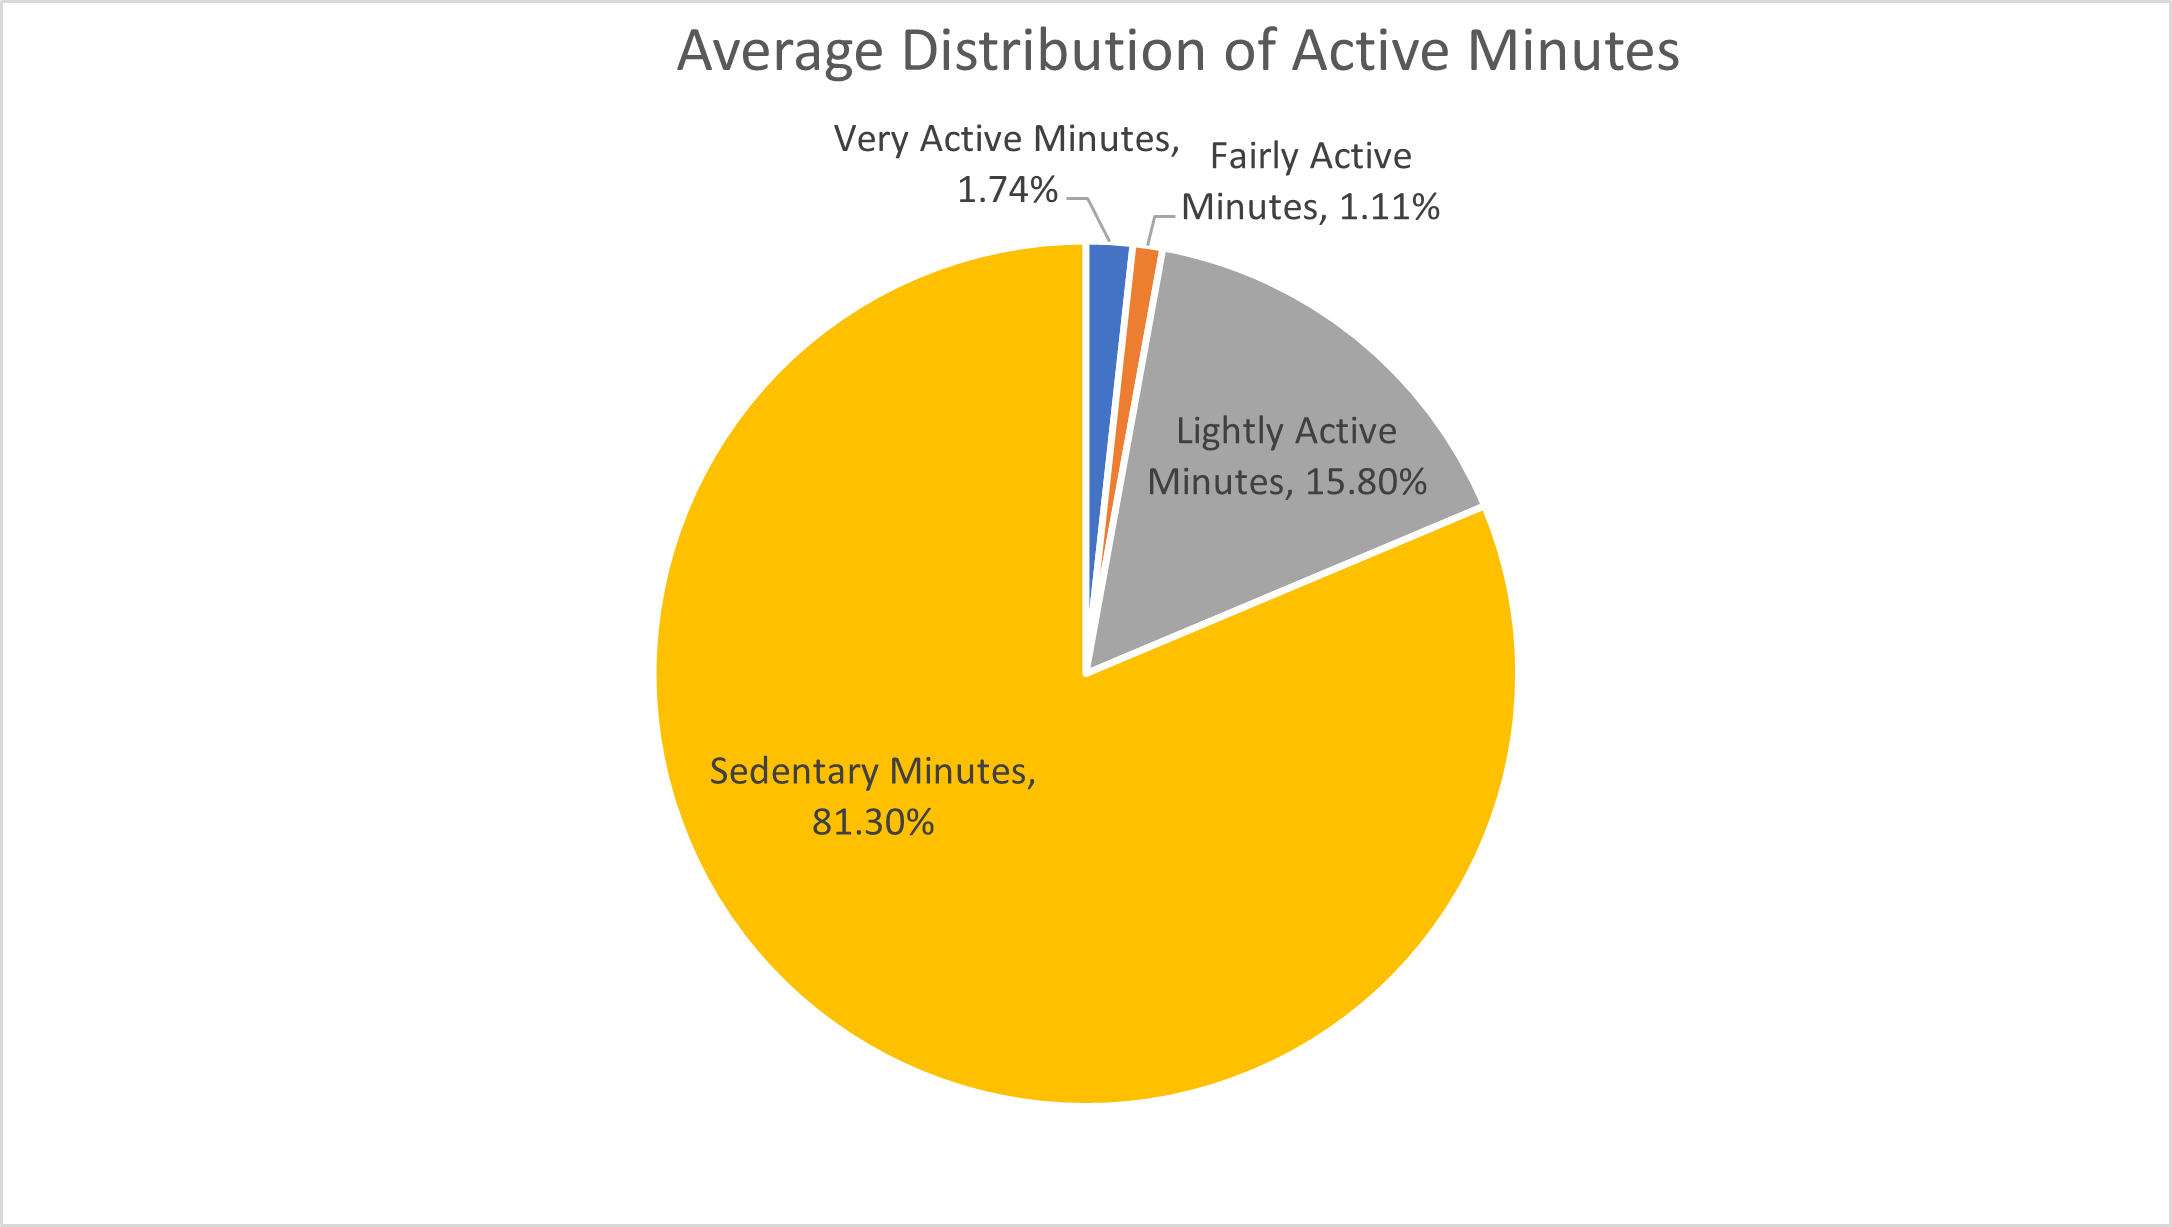 Average Distribution of Active Minutes
Very Active Minutes,
1.74%
Fairly Active
Minutes, 1.11%
Lightly Active
Minutes, 15.80%
Sedentary Minutes,
81.30%